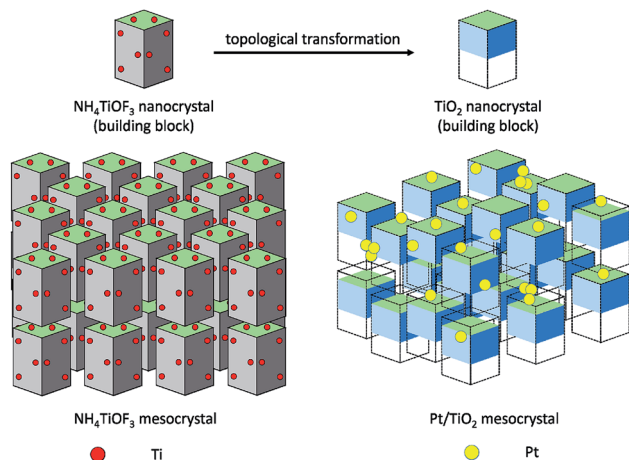 topological transformation
NH₄TiOF₃ nanocrystal
(building block)
TiO₂ nanocrystal
(building block)
NH₄TiOF₃ mesocrystal
Pt/TiO₂ mesocrystal
Ti
Pt